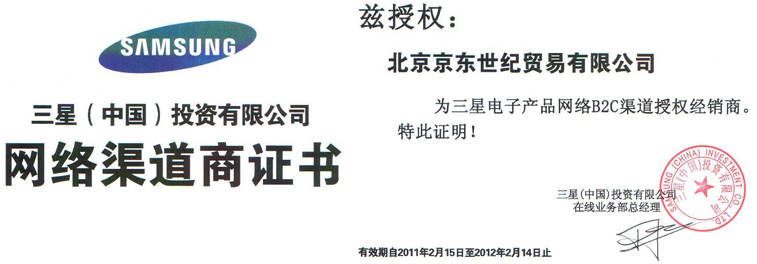 SAMSUNG
三星（中国）投资有限公司
网络渠道商证书
兹授权：
北京京东世纪贸易有限公司
为三星电子产品网络B2C渠道授权经销商。
特此证明！
三星(中国)投资有限公司
在线业务部总经理
SAMSUNG (CHINA) INVESTMENT CO., LTD.
三星(中国)投资有限公司
有效期自2011年2月15日至2012年2月14日止